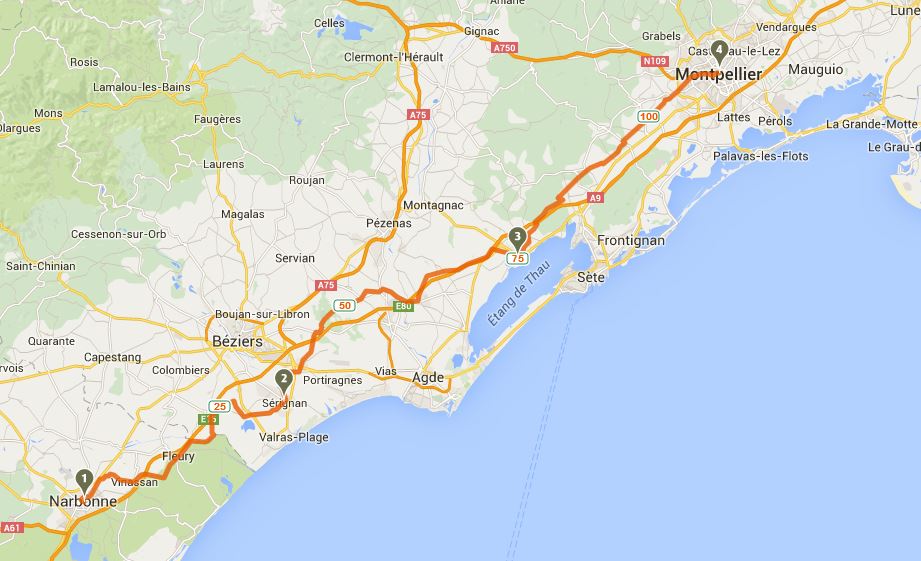 Aniane
Lune
Celles
Gignac
Vendargues
Grabels
A750
Castelnau-le-Lez
4
Clermont-l'Hérault
N109
Rosis
Montpellier
Mauguio
Lamalou-les-Bains
Mons
A75
100
Lattes
Pérols
Olargues
Faugères
La Grande-Motte
Le Grau-d
Laurens
Palavas-les-Flots
Roujan
A9
Montagnac
Magalas
Pézenas
Cessenon-sur-Orb
3
Frontignan
Servian
75
Saint-Chinian
Sète
A75
Étang de Thau
50
E80
Boujan-sur-Libron
Quarante
Béziers
Capestang
Colombiers
2
Portiragnes
Vias
Agde
25
Sérignan
Valras-Plage
Fleury
1
Vinassan
Narbonne
A61